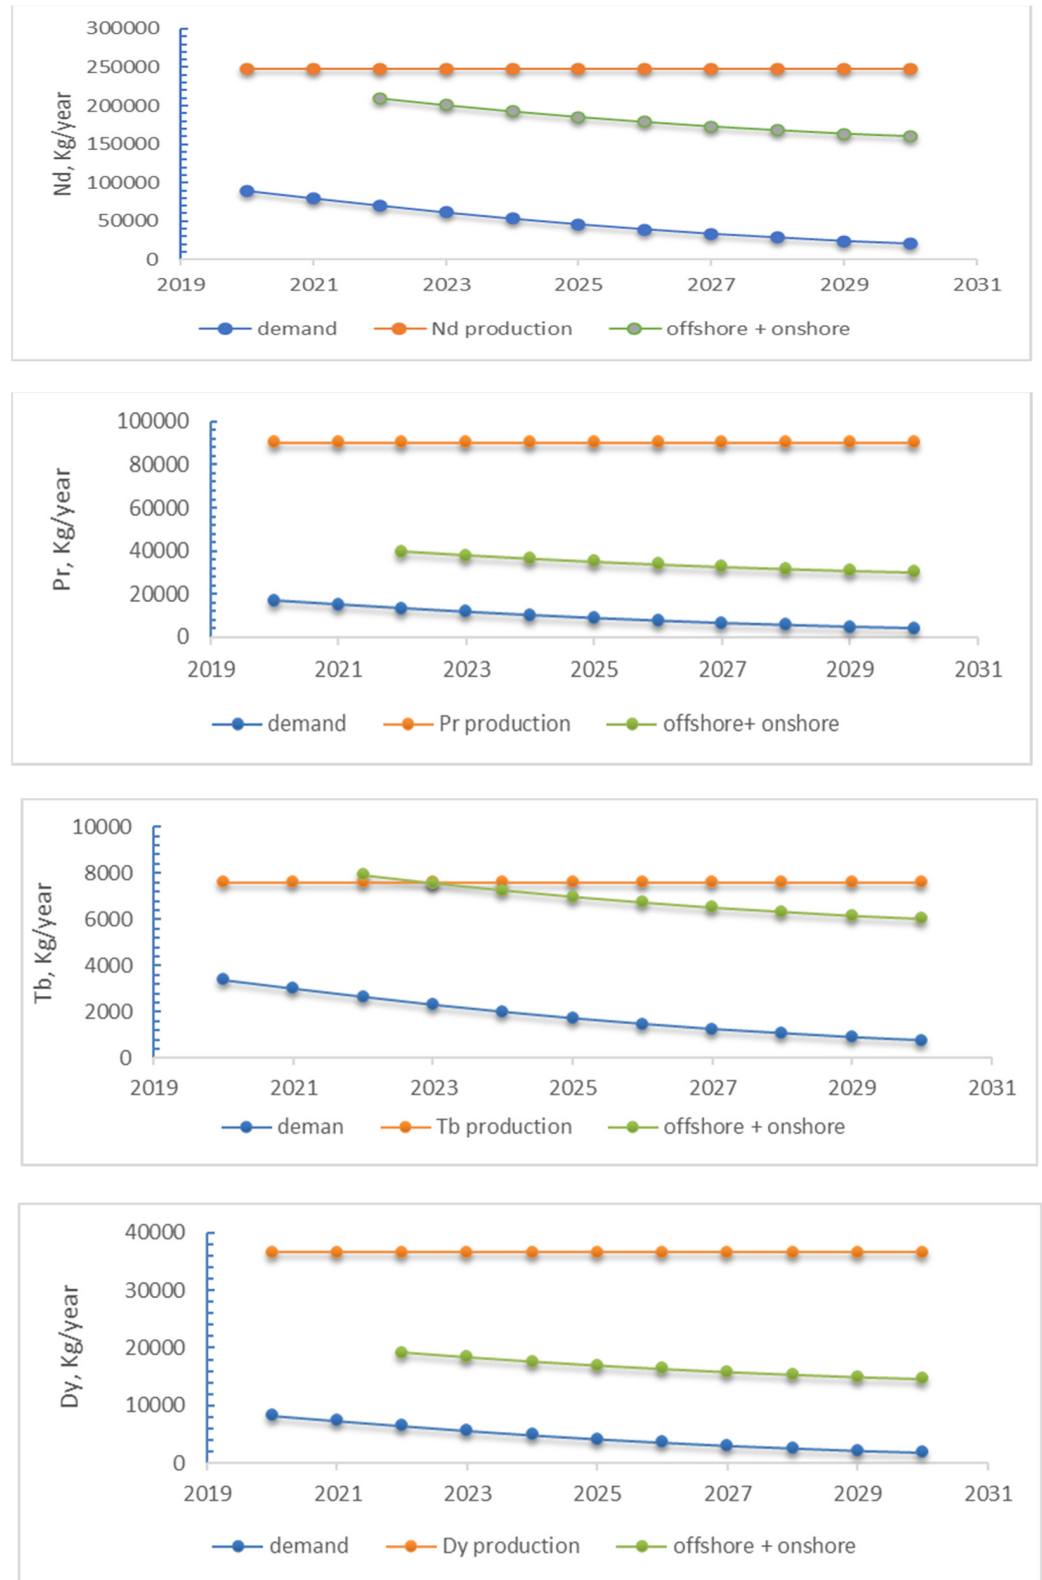 300000
250000
200000
150000
100000
50000
0
Nd, Kg/year
2019 2021 2023 2025 2027 2029 2031
demand Nd production offshore + onshore
100000
80000
60000
40000
20000
0
Pr, Kg/year
2019 2021 2023 2025 2027 2029 2031
demand Pr production offshore+ onshore
10000
8000
6000
4000
2000
0
Tb, Kg/year
2019 2021 2023 2025 2027 2029 2031
deman Tb production offshore + onshore
40000
30000
20000
10000
0
Dy, Kg/year
2019 2021 2023 2025 2027 2029 2031
demand Dy production offshore + onshore